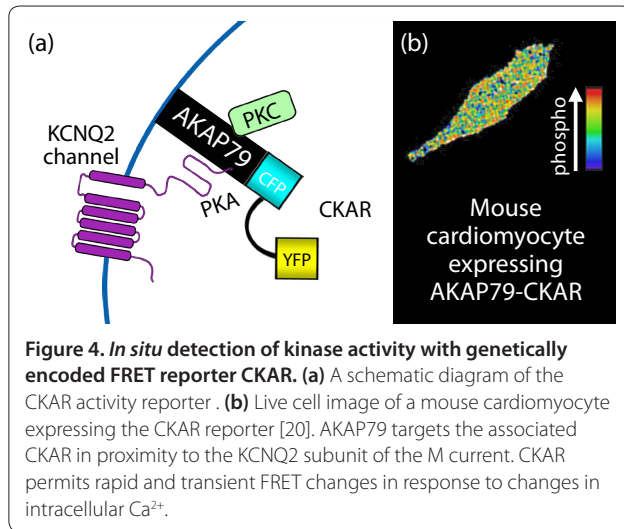 (a)
KCNQ2
channel
AKAP79
PKC
PKA
CFP
CKAR
YFP
(b)
phospho
Mouse
cardiomyocyte
expressing
AKAP79-CKAR
Figure 4. In situ detection of kinase activity with genetically
encoded FRET reporter CKAR. (a) A schematic diagram of the
CKAR activity reporter . (b) Live cell image of a mouse cardiomyocyte
expressing the CKAR reporter [20]. AKAP79 targets the associated
CKAR in proximity to the KCNQ2 subunit of the M current. CKAR
permits rapid and transient FRET changes in response to changes in
intracellular Ca²⁺.